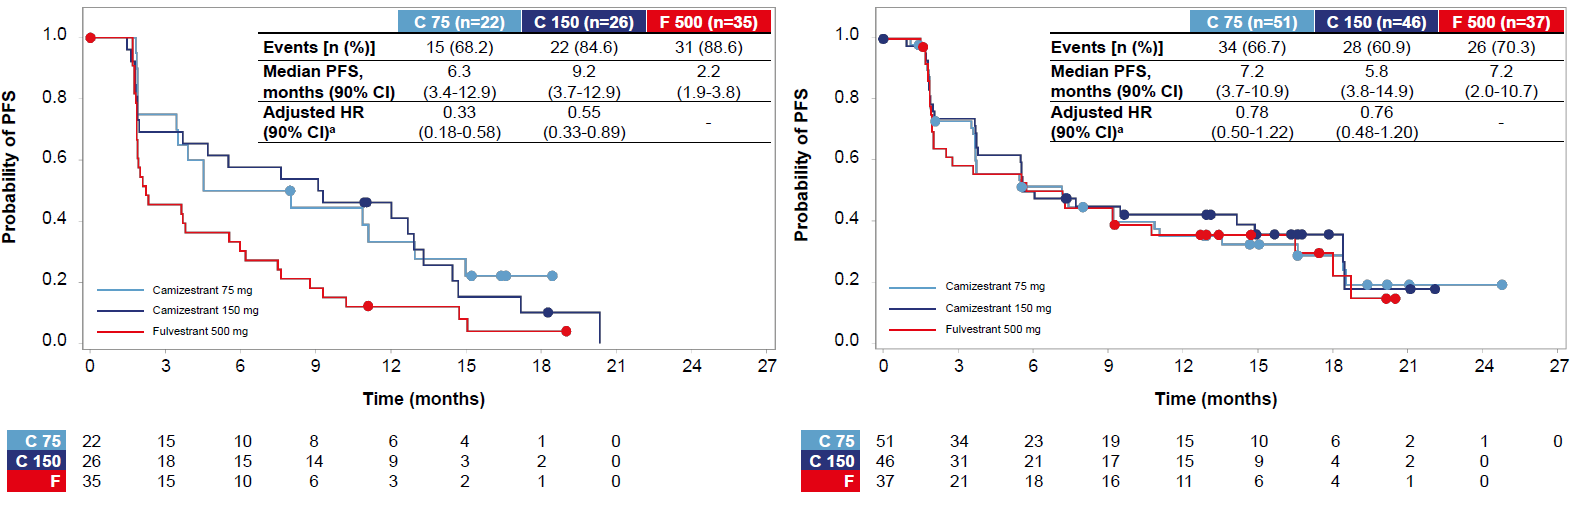 C 75 (n=22) C 150 (n=26) F 500 (n=35)
Events [n (%)] 15 (68.2) 22 (84.6) 31 (88.6)
Median PFS, 6.3 9.2 2.2
months (90% CI) (3.4-12.9) (3.7-12.9) (1.9-3.8)
Adjusted HR 0.33 0.55 -
(90% CI)a (0.18-0.58) (0.33-0.89)
Probability of PFS
1.0
0.8
0.6
0.4
0.2
0.0
Camizestrant 75 mg
Camizestrant 150 mg
Fulvestrant 500 mg
0 3 6 9 12 15 18 21 24 27
Time (months)
C 75 22 15 10 8 6 4 1 0
C 150 26 18 15 14 9 3 2 0
F 35 15 10 6 3 2 1 0
C 75 (n=51) C 150 (n=46) F 500 (n=37)
Events [n (%)] 34 (66.7) 28 (60.9) 26 (70.3)
Median PFS, 7.2 5.8 7.2
months (90% CI) (3.7-10.9) (3.8-14.9) (2.0-10.7)
Adjusted HR 0.78 0.76 -
(90% CI)a (0.50-1.22) (0.48-1.20)
Probability of PFS
1.0
0.8
0.6
0.4
0.2
0.0
Camizestrant 75 mg
Camizestrant 150 mg
Fulvestrant 500 mg
0 3 6 9 12 15 18 21 24 27
Time (months)
C 75 51 34 23 19 15 10 6 2 1 0
C 150 46 31 21 17 15 9 4 2 0
F 37 21 18 16 11 6 4 1 0